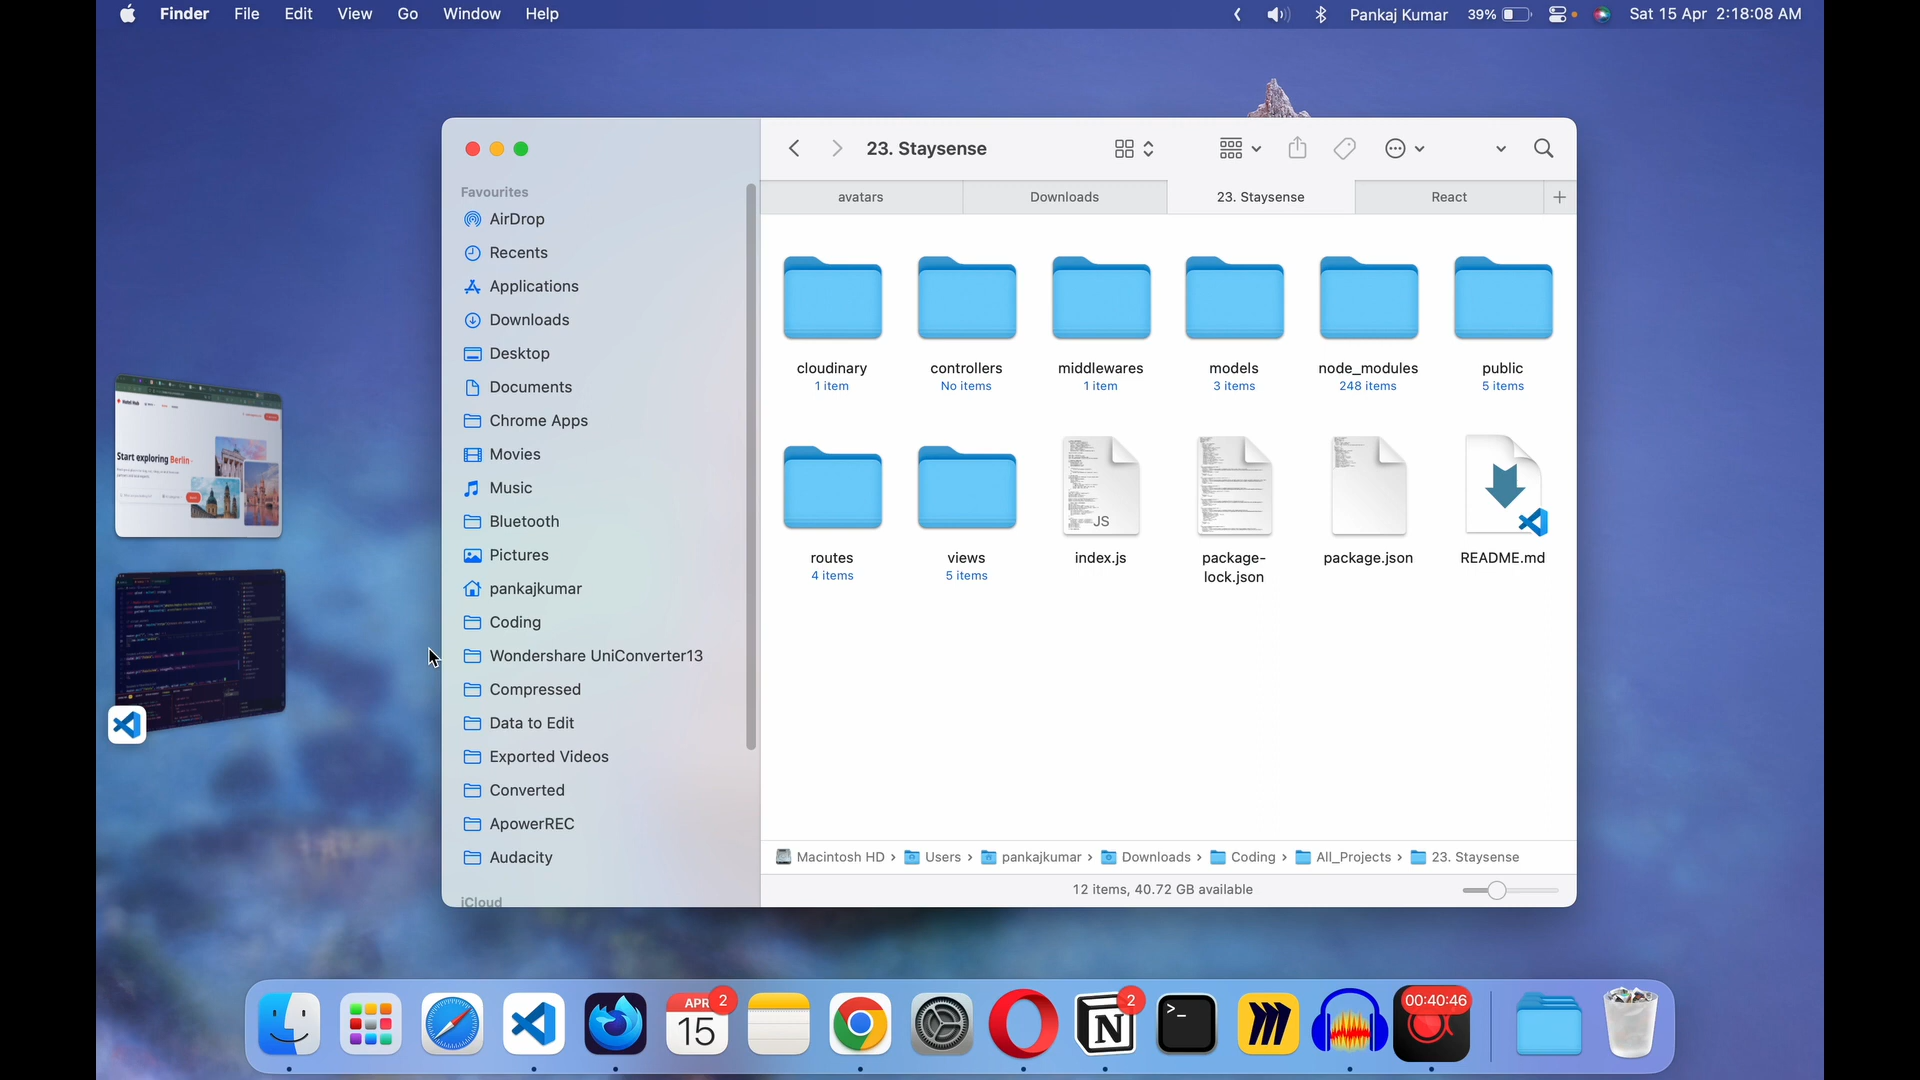 Finder File Edit View Go Window Help
Pankaj Kumar 39% Sat 15 Apr 2:18:08 AM
23. Staysense
avatars Downloads 23. Staysense React
Favourites
AirDrop
Recents
Applications
Downloads
Desktop
Documents
Chrome Apps
Movies
Music
Bluetooth
Pictures
pankajkumar
Coding
Wondershare UniConverter13
Compressed
Data to Edit
Exported Videos
Converted
ApowerREC
Audacity
iCloud
cloudinary controllers middlewares models node_modules public
1 item No items 1 item 3 items 248 items 5 items
JS
routes views index.js package-lock.json package.json README.md
4 items 5 items
Macintosh HD › Users › pankajkumar › Downloads › Coding › All_Projects › 23. Staysense
12 items, 40.72 GB available
Start exploring Berlin
APR 2
15
2
N
>_
00:40:46